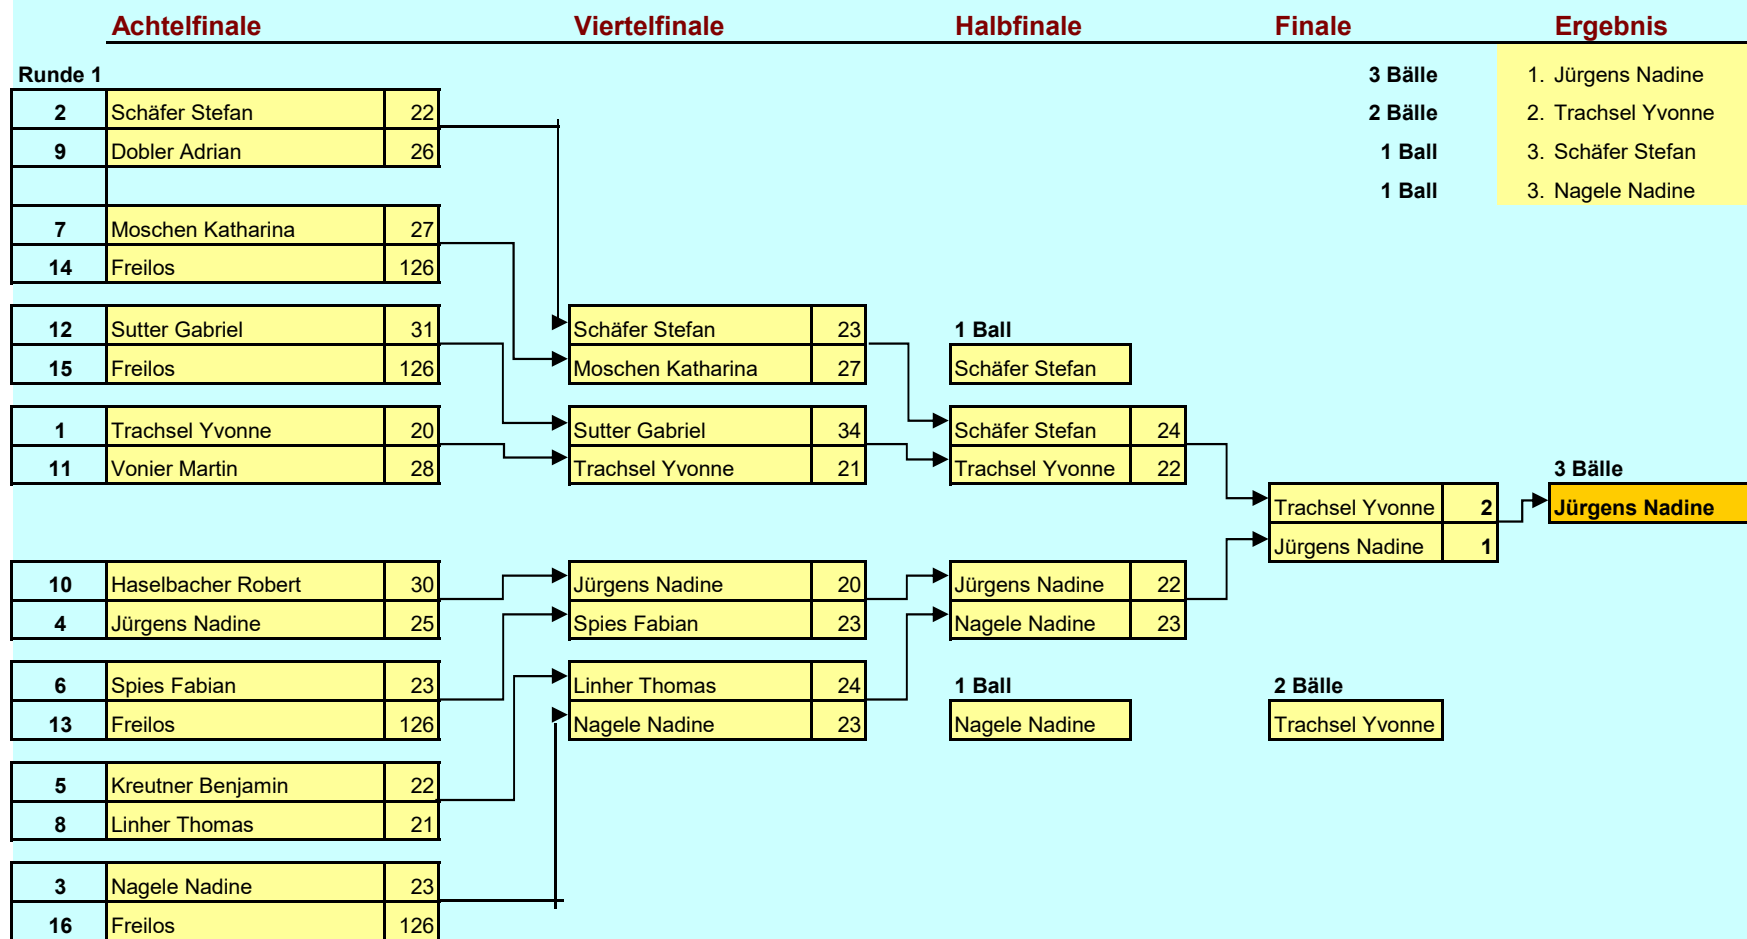 Achtelfinale Viertelfinale Halbfinale Finale Ergebnis
Runde 1 3 Bälle 1. Jürgens Nadine
2 Schäfer Stefan 22 2 Bälle 2. Trachsel Yvonne
9 Dobler Adrian 26 1 Ball 3. Schäfer Stefan
1 Ball 3. Nagele Nadine
7 Moschen Katharina 27
14 Freilos 126
12 Sutter Gabriel 31 Schäfer Stefan 23 1 Ball
15 Freilos 126 Moschen Katharina 27 Schäfer Stefan
1 Trachsel Yvonne 20 Sutter Gabriel 34 Schäfer Stefan 24
11 Vonier Martin 28 Trachsel Yvonne 21 Trachsel Yvonne 22 3 Bälle
Trachsel Yvonne 2 Jürgens Nadine
Jürgens Nadine 1
10 Haselbacher Robert 30 Jürgens Nadine 20 Jürgens Nadine 22
4 Jürgens Nadine 25 Spies Fabian 23 Nagele Nadine 23
6 Spies Fabian 23 Linher Thomas 24 1 Ball 2 Bälle
13 Freilos 126 Nagele Nadine 23 Nagele Nadine Trachsel Yvonne
5 Kreutner Benjamin 22
8 Linher Thomas 21
3 Nagele Nadine 23
16 Freilos 126